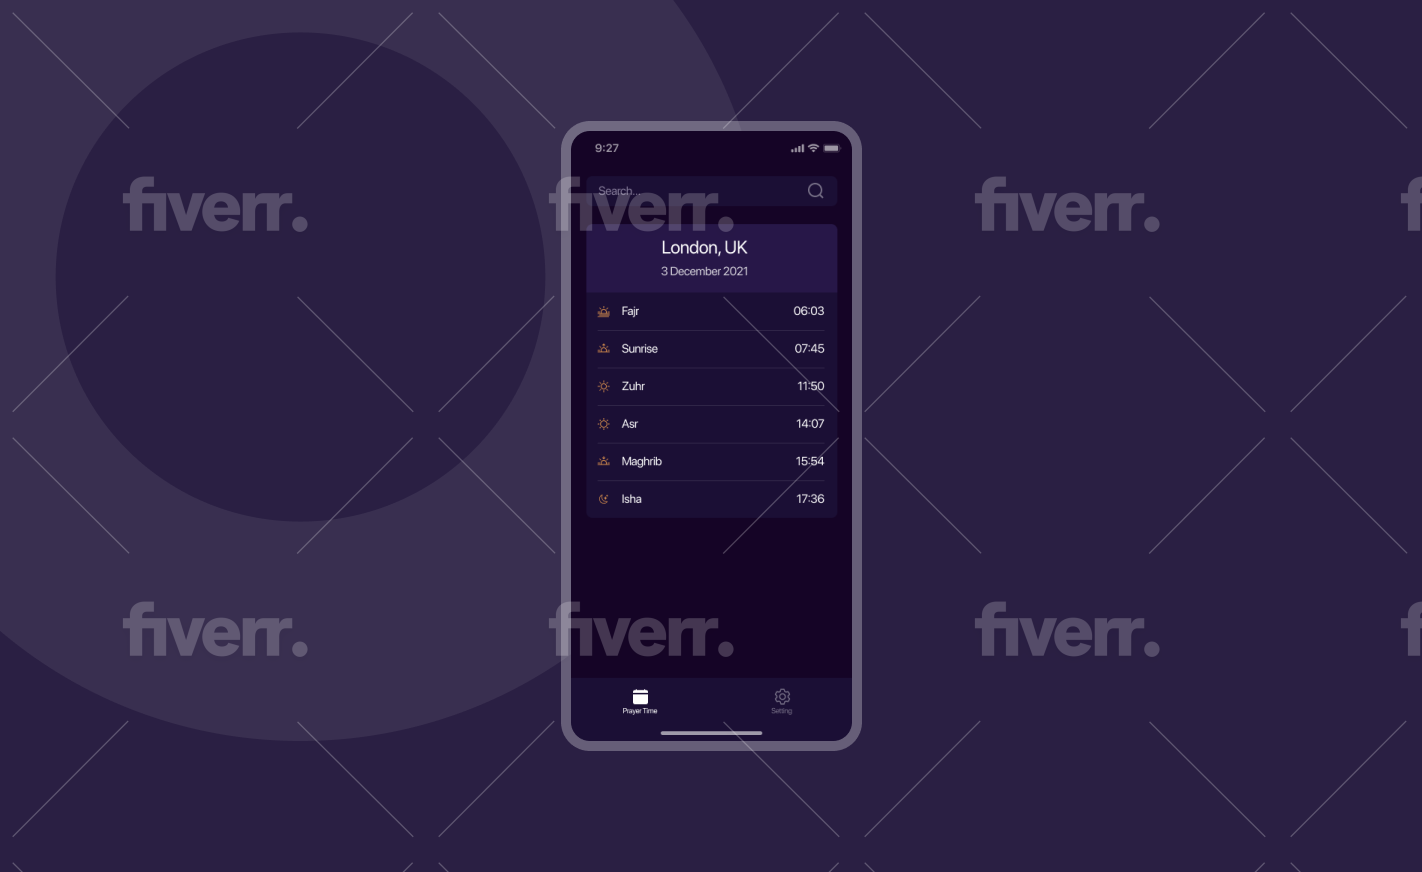 fiverr.
fiverr.
fiverr.
9:27
Search...
London, UK
3 December 2021
Fajr 06:03
Sunrise 07:45
Zuhr 11:50
Asr 14:07
Maghrib 15:54
Isha 17:36
fiverr.
fiverr.
fiverr.
Prayer Time
Setting